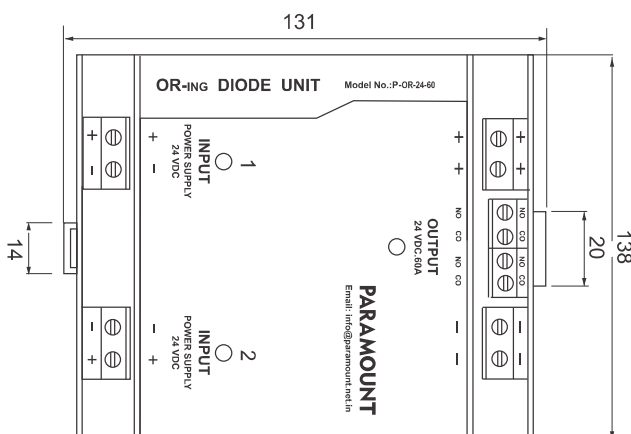 131
OR-ING DIODE UNIT Model No.:P-OR-24-60
+ -
+ -
INPUT 1
POWER SUPPLY
24 VDC
+
+
+
+
NO
CO
NO
CO
NO
CO
NO
CO
OUTPUT
24 VDC.60A
14
20
138
PARAMOUNT
Email: info@paramount.net.in
- +
- +
INPUT 2
POWER SUPPLY
24 VDC
-
-
-
-